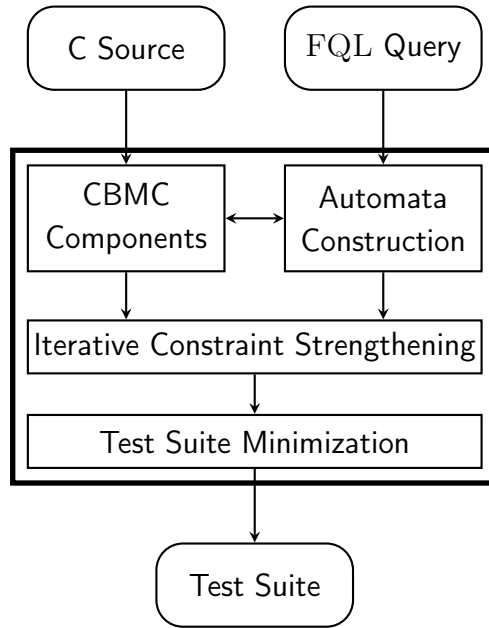 C Source
FQL Query
CBMC
Components
Automata
Construction
Iterative Constraint Strengthening
Test Suite Minimization
Test Suite